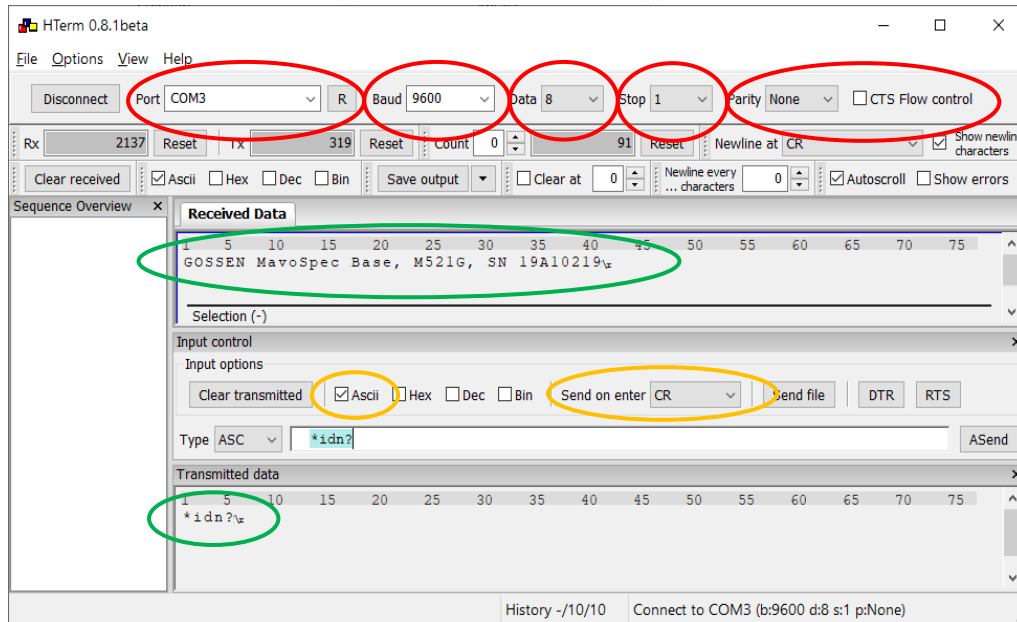 HTerm 0.8.1beta
File Options View Help
Disconnect Port COM3 R Baud 9600 Data 8 Stop 1 Parity None CTS Flow control
Rx 2137 Reset Tx 319 Reset Count 0 91 Reset Newline at CR Show newline characters
Clear received Ascii Hex Dec Bin Save output Clear at 0 Newline every ... characters 0 Autoscroll Show errors
Sequence Overview
Received Data
1 5 10 15 20 25 30 35 40 45 50 55 60 65 70 75
GOSSEN MavoSpec Base, M521G, SN 19A10219\r
Selection (-)
Input control
Input options
Clear transmitted Ascii Hex Dec Bin Send on enter CR Send file DTR RTS
Type ASC *idn? ASend
Transmitted data
1 5 10 15 20 25 30 35 40 45 50 55 60 65 70 75
*idn?\r
History -/10/10 Connect to COM3 (b:9600 d:8 s:1 p:None)